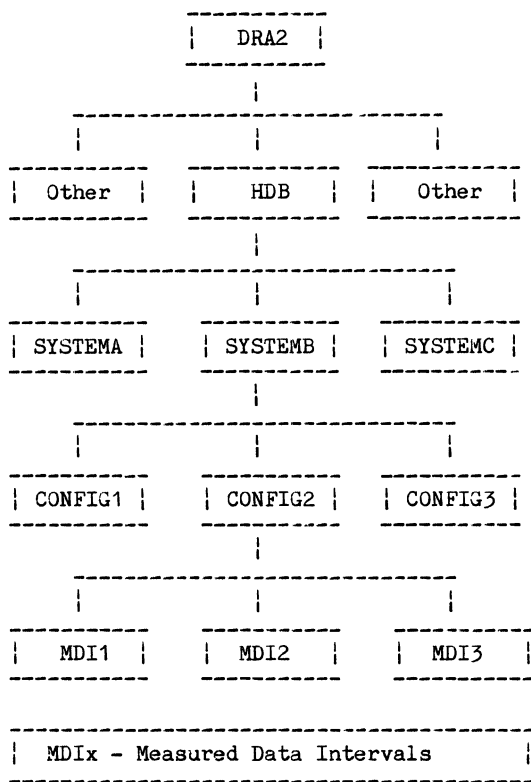 DRA2
Other HDB Other
SYSTEMA SYSTEMB SYSTEMC
CONFIG1 CONFIG2 CONFIG3
MDI1 MDI2 MDI3
MDIx - Measured Data Intervals